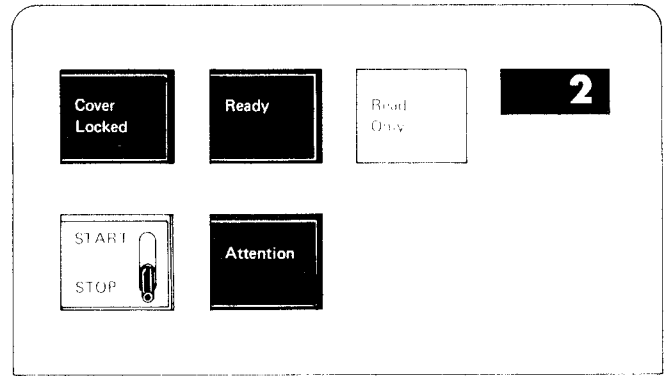 Cover
Locked
Ready
Read
Only
2
START
STOP
Attention